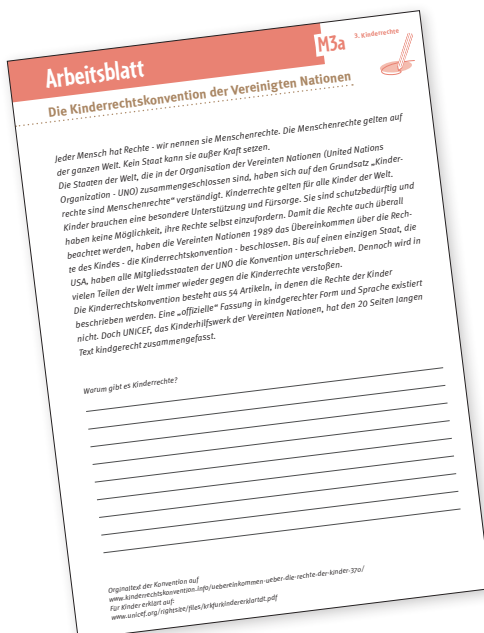 3. Kinderrechte
M3a
Arbeitsblatt
Die Kinderrechtskonvention der Vereinigten Nationen
Jeder Mensch hat Rechte - wir nennen sie Menschenrechte. Die Menschenrechte gelten auf
der ganzen Welt. Kein Staat kann sie außer Kraft setzen.
Die Staaten der Welt, die in der Organisation der Vereinten Nationen (United Nations
Organization - UNO) zusammengeschlossen sind, haben sich auf den Grundsatz „Kinder-
rechte sind Menschenrechte“ verständigt. Kinderrechte gelten für alle Kinder der Welt.
Kinder brauchen eine besondere Unterstützung und Fürsorge. Sie sind schutzbedürftig und
haben keine Möglichkeit, ihre Rechte selbst einzufordern. Damit die Rechte auch überall
beachtet werden, haben die Vereinten Nationen 1989 das Übereinkommen über die Rech-
te des Kindes - die Kinderrechtskonvention - beschlossen. Bis auf einen einzigen Staat, die
USA, haben alle Mitgliedsstaaten der UNO die Konvention unterschrieben. Dennoch wird in
vielen Teilen der Welt immer wieder gegen die Kinderrechte verstoßen.
Die Kinderrechtskonvention besteht aus 54 Artikeln, in denen die Rechte der Kinder
beschrieben werden. Eine „offizielle“ Fassung in kindgerechter Form und Sprache existiert
nicht. Doch UNICEF, das Kinderhilfswerk der Vereinten Nationen, hat den 20 Seiten langen
Text kindgerecht zusammengefasst.
Warum gibt es Kinderrechte?
Orginaltext der Konvention auf
www.kinderrechtskonvention.info/uebereinkommen-ueber-die-rechte-der-kinder-370/
Für Kinder erklärt auf:
www.unicef.org/rightsite/files/krkfurkindererklartdt.pdf